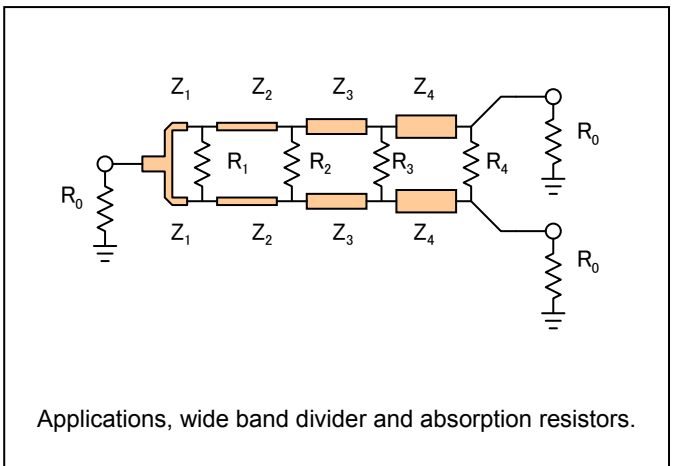 Z₁ Z₂ Z₃ Z₄
R₀
R₁ R₂ R₃ R₄
R₀
Z₁ Z₂ Z₃ Z₄
R₀
Applications, wide band divider and absorption resistors.